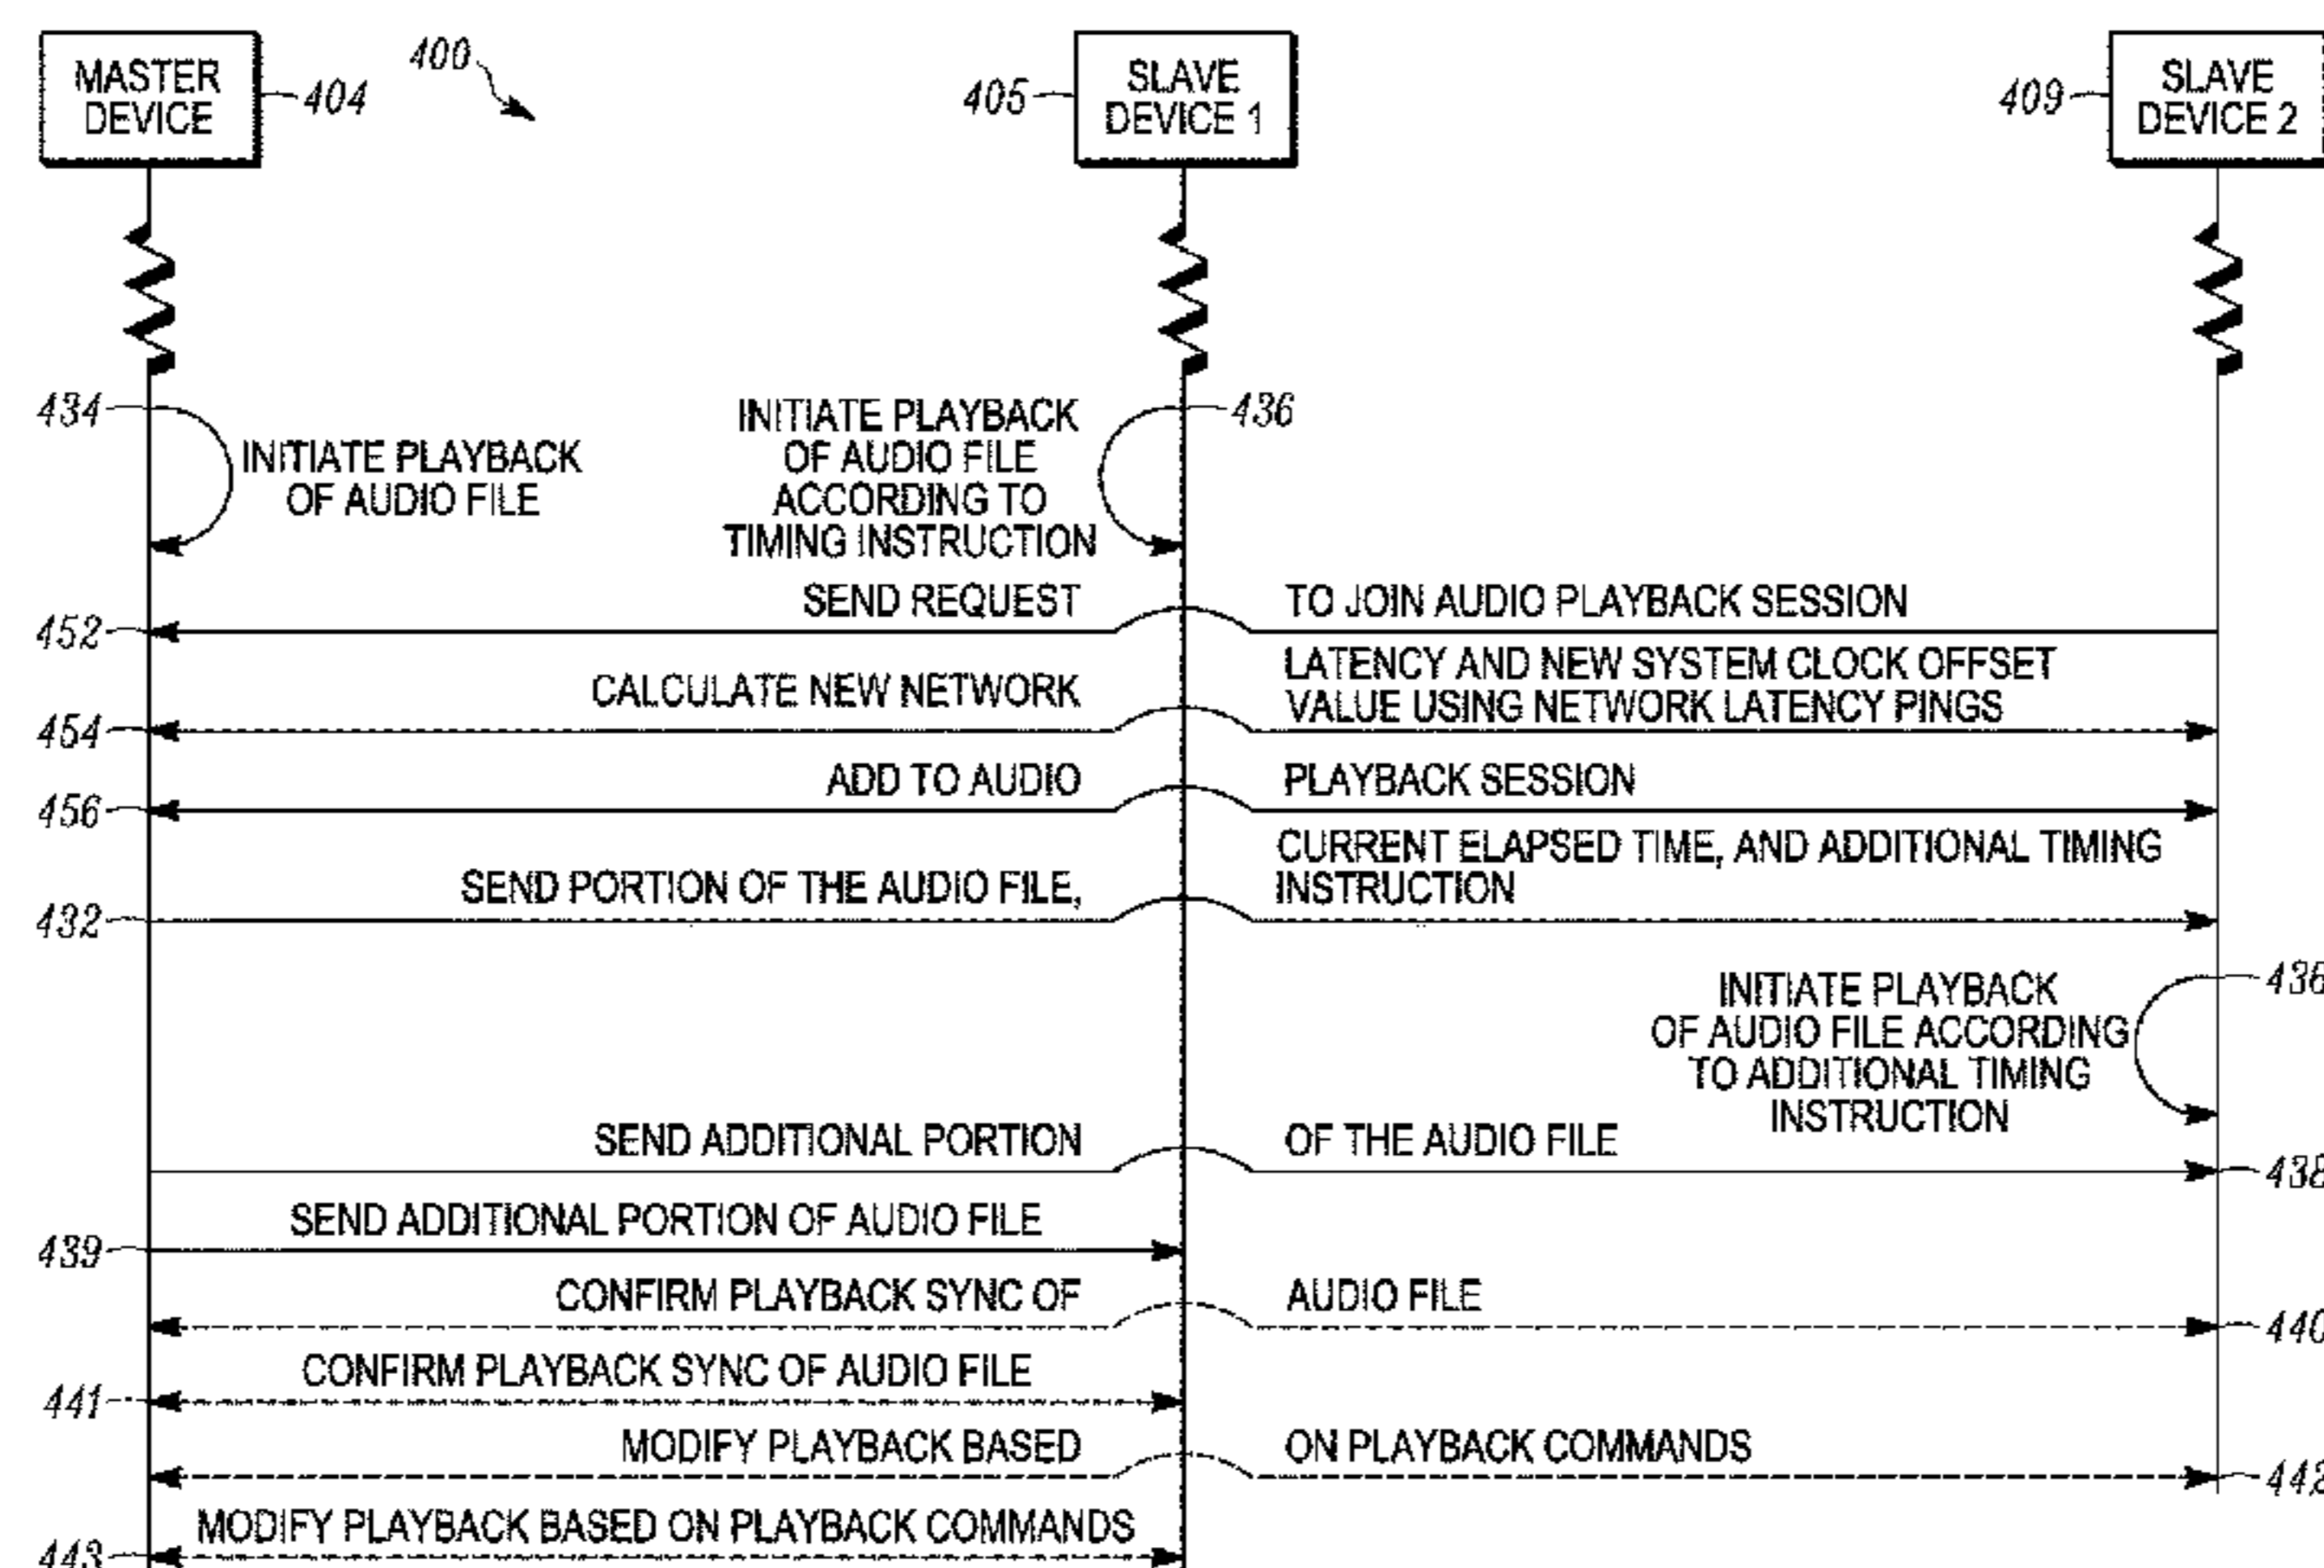 MASTER
DEVICE
404
400
405
SLAVE
DEVICE 1
409
SLAVE
DEVICE 2
434
INITIATE PLAYBACK
OF AUDIO FILE
INITIATE PLAYBACK
OF AUDIO FILE
ACCORDING TO
TIMING INSTRUCTION
436
SEND REQUEST TO JOIN AUDIO PLAYBACK SESSION
452
LATENCY AND NEW SYSTEM CLOCK OFFSET
CALCULATE NEW NETWORK VALUE USING NETWORK LATENCY PINGS
454
ADD TO AUDIO PLAYBACK SESSION
456
CURRENT ELAPSED TIME, AND ADDITIONAL TIMING
SEND PORTION OF THE AUDIO FILE, INSTRUCTION
432
INITIATE PLAYBACK
OF AUDIO FILE ACCORDING
TO ADDITIONAL TIMING
INSTRUCTION
436
SEND ADDITIONAL PORTION OF THE AUDIO FILE
438
SEND ADDITIONAL PORTION OF AUDIO FILE
439
CONFIRM PLAYBACK SYNC OF AUDIO FILE
440
CONFIRM PLAYBACK SYNC OF AUDIO FILE
441
MODIFY PLAYBACK BASED ON PLAYBACK COMMANDS
442
MODIFY PLAYBACK BASED ON PLAYBACK COMMANDS
443